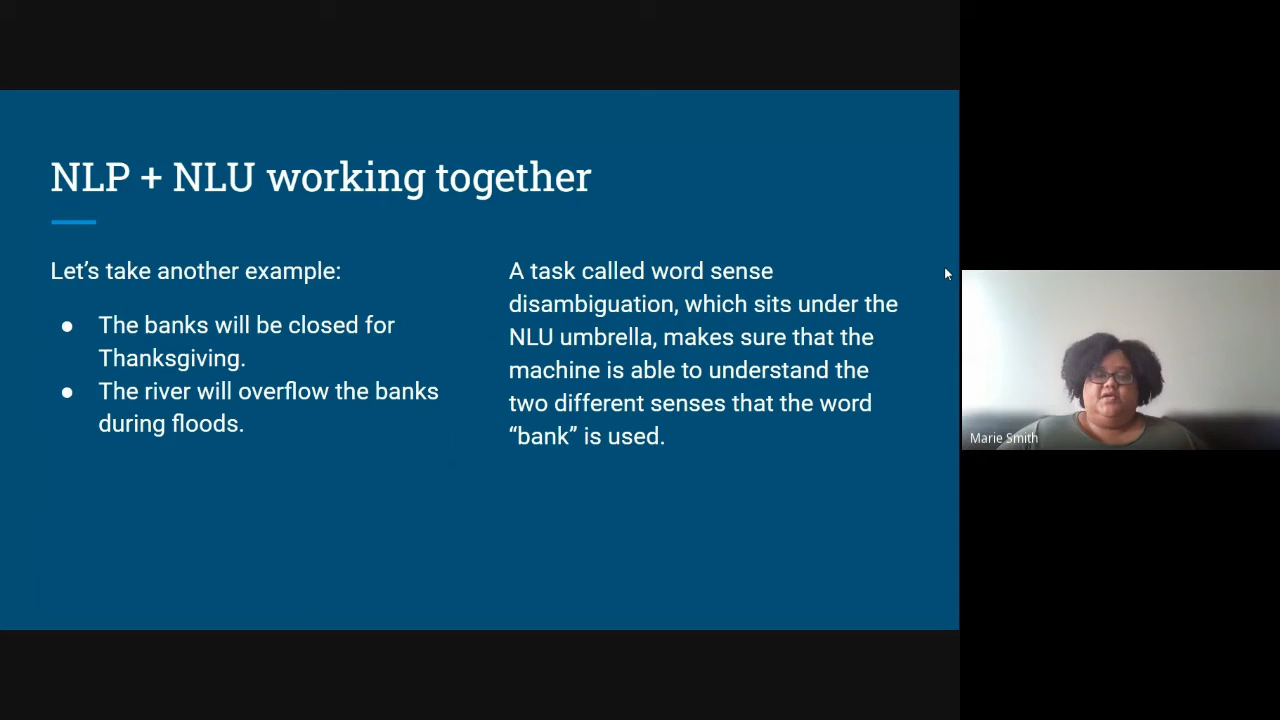 NLP + NLU working together
Let’s take another example:
● The banks will be closed for
Thanksgiving.
● The river will overflow the banks
during floods.
A task called word sense
disambiguation, which sits under the
NLU umbrella, makes sure that the
machine is able to understand the
two different senses that the word
“bank” is used.
Marie Smith